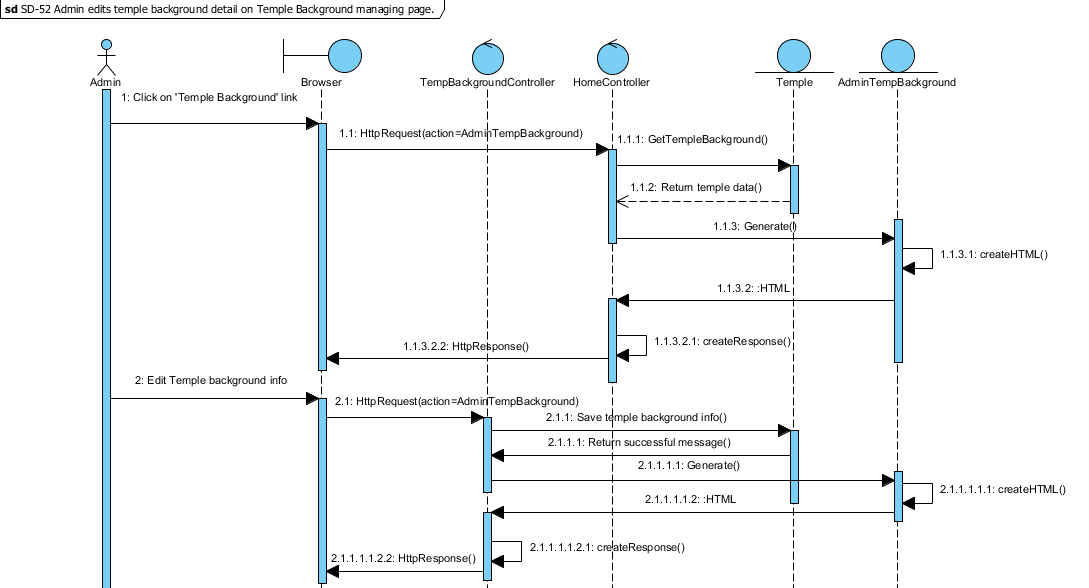 sd SD-52 Admin edits temple background detail on Temple Background managing page.
Admin
Browser
TempBackgroundController
HomeController
Temple
AdminTempBackground
1: Click on 'Temple Background' link
1.1: HttpRequest(action=AdminTempBackground)
1.1.1: GetTempleBackground()
1.1.2: Return temple data()
1.1.3: Generate()
1.1.3.1: createHTML()
1.1.3.2: :HTML
1.1.3.2.1: createResponse()
1.1.3.2.2: HttpResponse()
2: Edit Temple background info
2.1: HttpRequest(action=AdminTempBackground)
2.1.1: Save temple background info()
2.1.1.1: Return successful message()
2.1.1.1.1: Generate()
2.1.1.1.1.1: createHTML()
2.1.1.1.1.2: :HTML
2.1.1.1.1.2.1: createResponse()
2.1.1.1.1.2.2: HttpResponse()